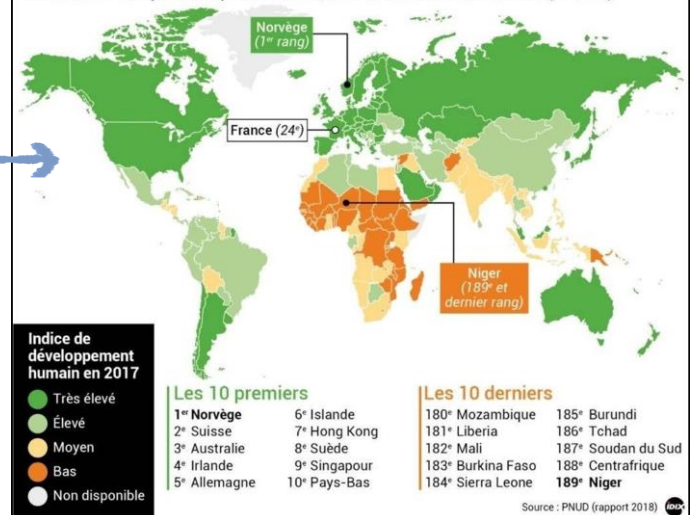 Norvège
(1er rang)
France (24e)
Niger
(189e et
dernier rang)
Indice de
développement
humain en 2017
Très élevé
Élevé
Moyen
Bas
Non disponible
Les 10 premiers
1er Norvège
2e Suisse
3e Australie
4e Irlande
5e Allemagne
6e Islande
7e Hong Kong
8e Suède
9e Singapour
10e Pays-Bas
Les 10 derniers
180e Mozambique
181e Liberia
182e Mali
183e Burkina Faso
184e Sierra Leone
185e Burundi
186e Tchad
187e Soudan du Sud
188e Centrafrique
189e Niger
Source : PNUD (rapport 2018)
idix